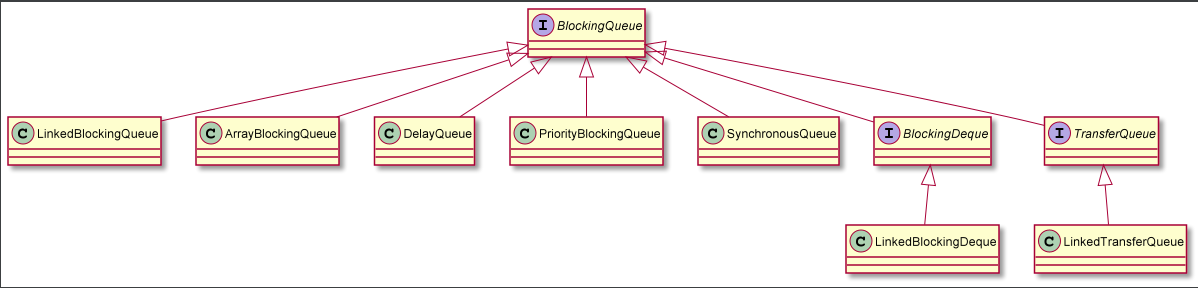 I BlockingQueue
C LinkedBlockingQueue
C ArrayBlockingQueue
C DelayQueue
C PriorityBlockingQueue
C SynchronousQueue
I BlockingDeque
I TransferQueue
C LinkedBlockingDeque
C LinkedTransferQueue